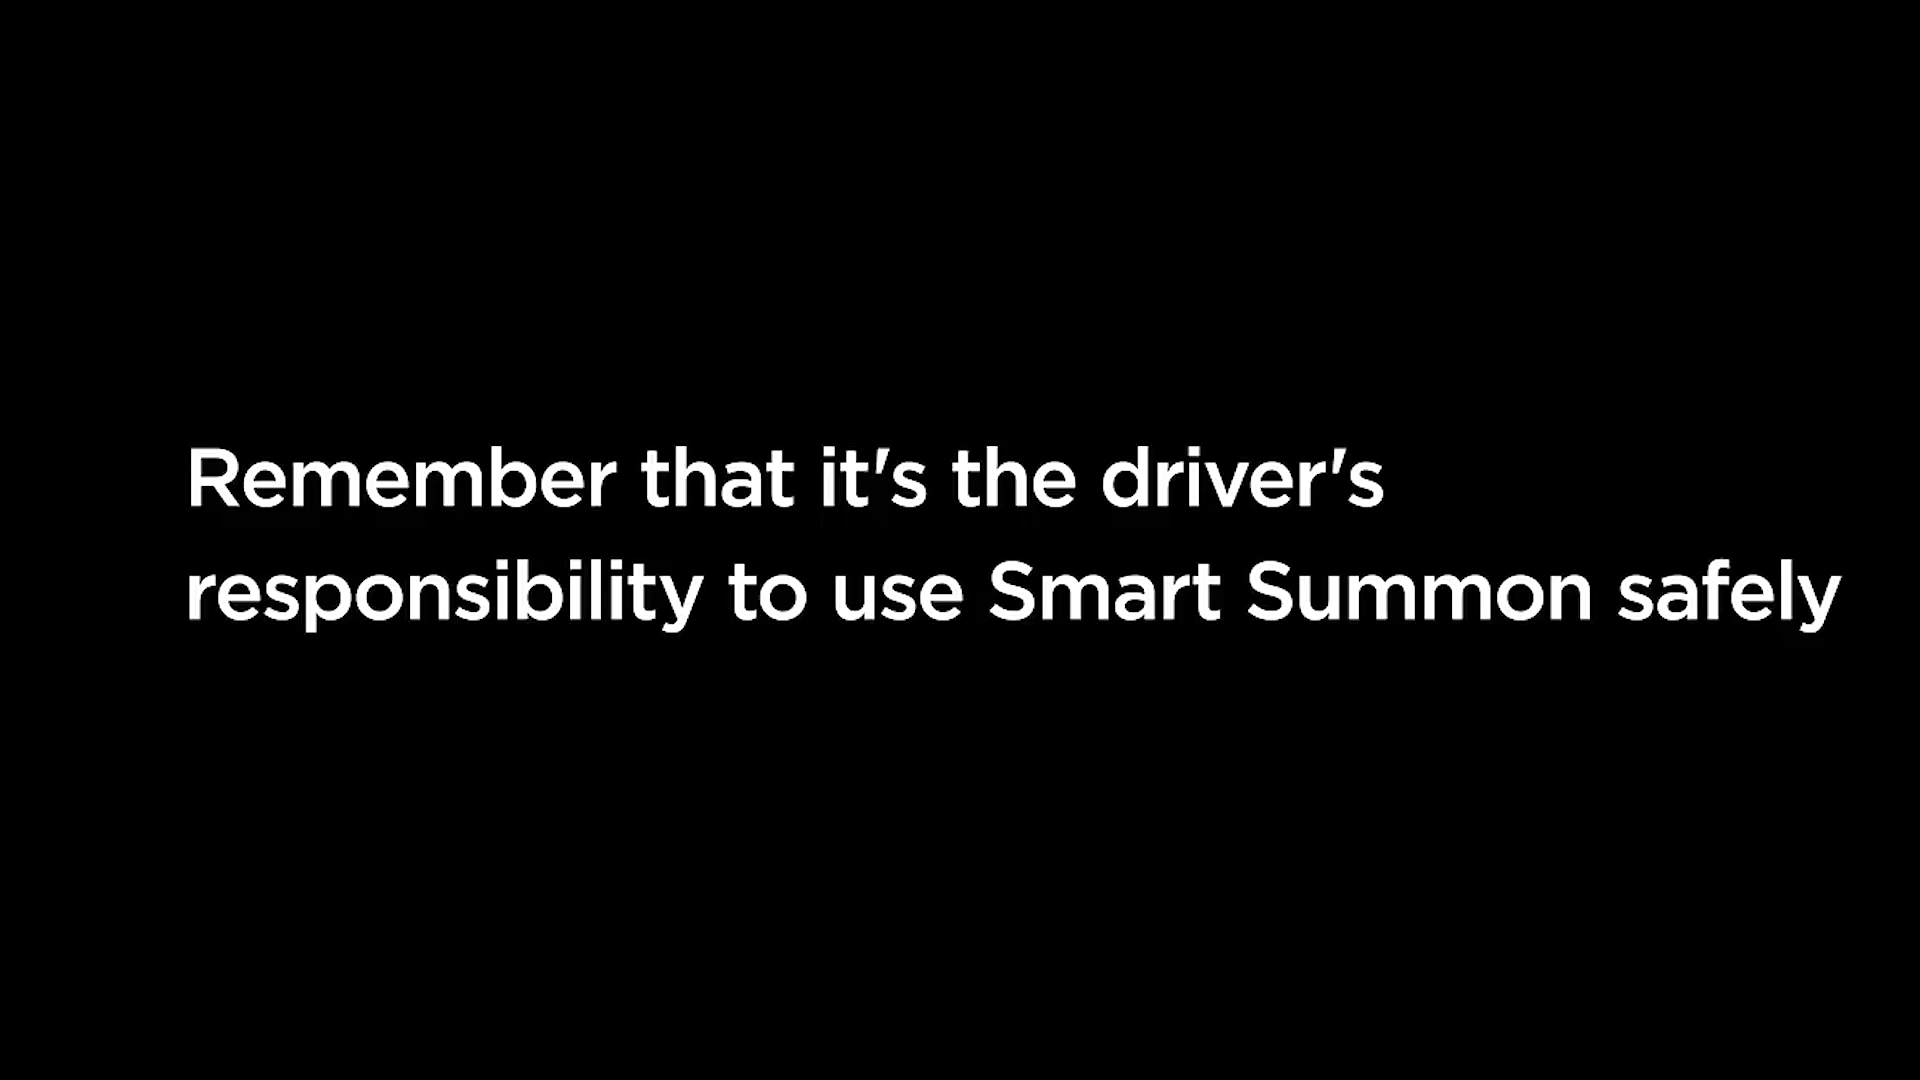 Remember that it's the driver's
responsibility to use Smart Summon safely